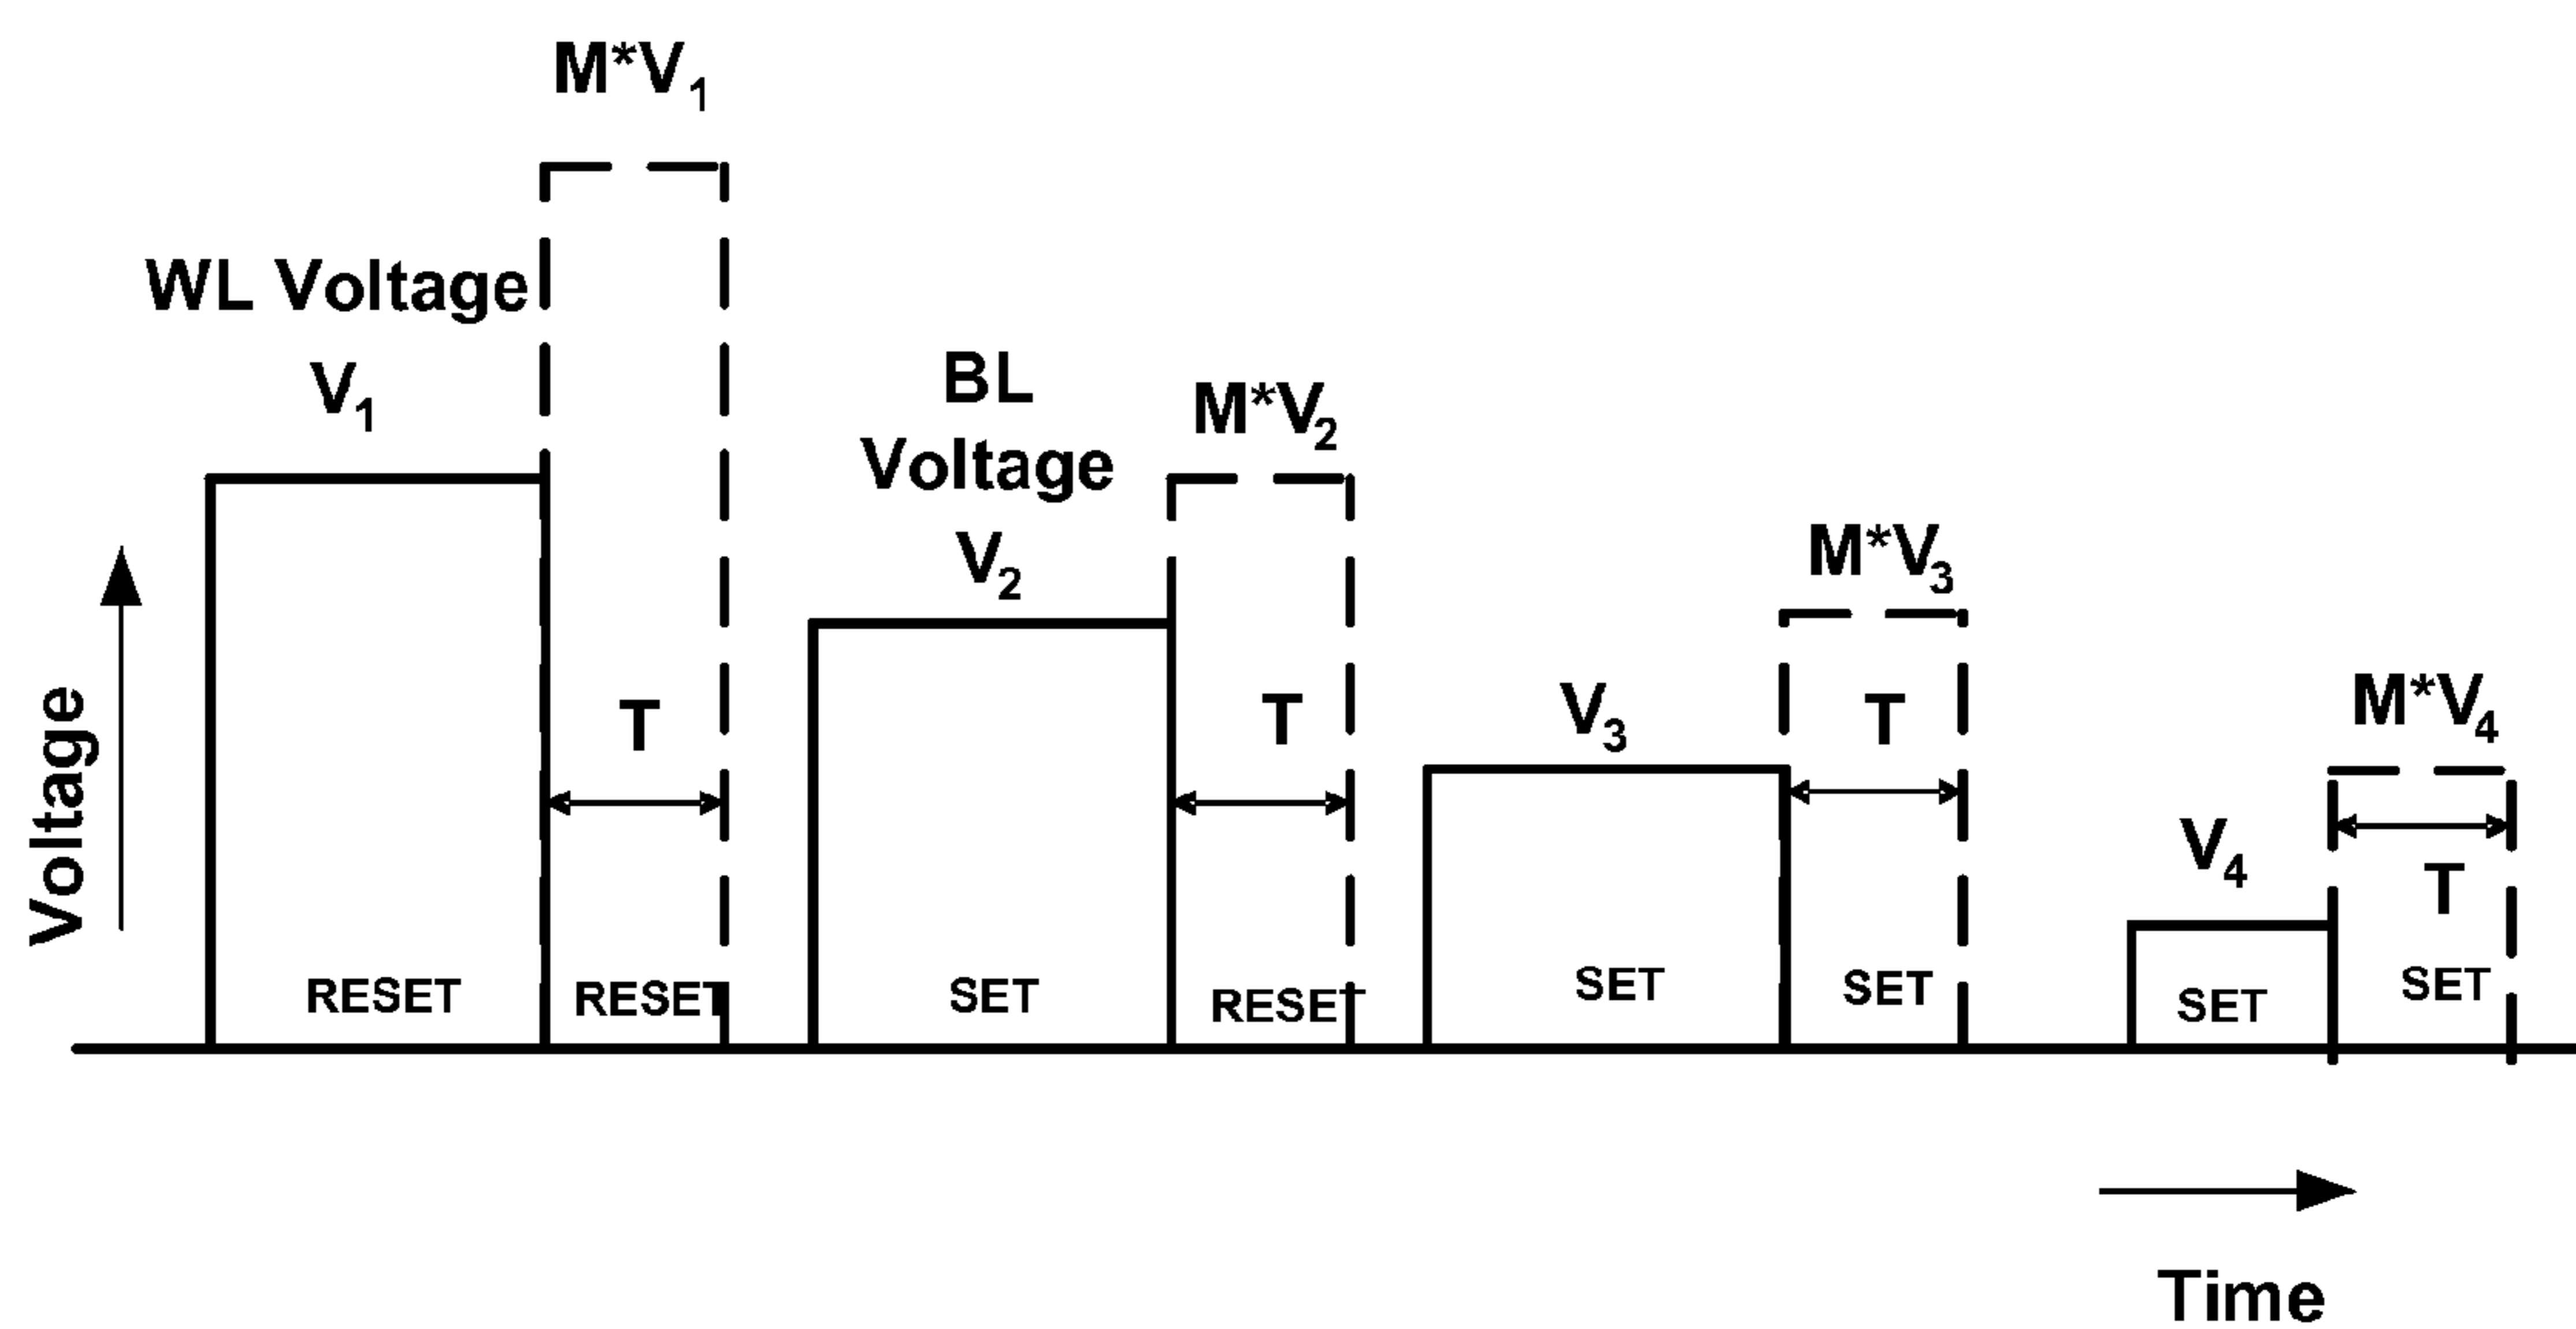 M*V1
WL Voltage
V1
BL
Voltage
V2
M*V2
M*V3
V3
M*V4
V4
T
T
T
T
Voltage
RESET
RESET
SET
RESET
SET
SET
SET
SET
Time